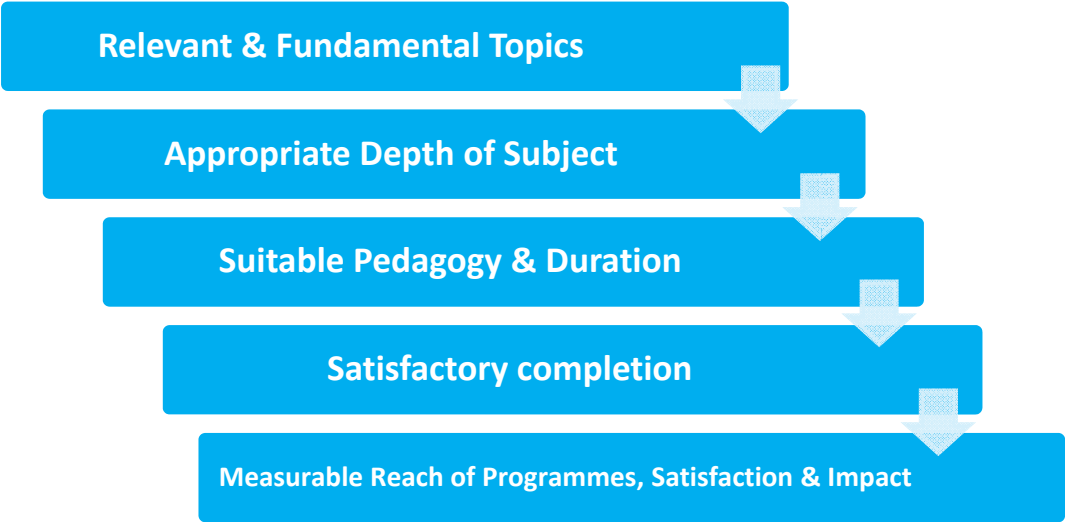 Relevant & Fundamental Topics
Appropriate Depth of Subject
Suitable Pedagogy & Duration
Satisfactory completion
Measurable Reach of Programmes, Satisfaction & Impact